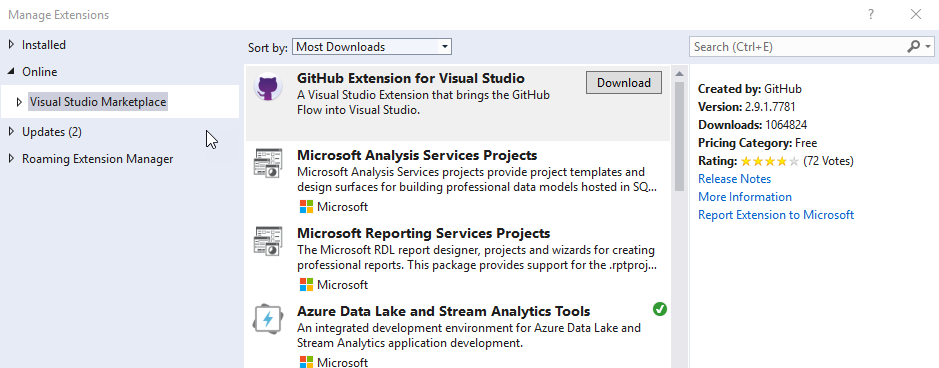 Manage Extensions
Installed
Online
Visual Studio Marketplace
Updates (2)
Roaming Extension Manager
Sort by: Most Downloads
GitHub Extension for Visual Studio
Download
A Visual Studio Extension that brings the GitHub
Flow into Visual Studio.
Microsoft Analysis Services Projects
Microsoft Analysis Services projects provide project templates and
design surfaces for building professional data models hosted in SQ...
Microsoft
Microsoft Reporting Services Projects
The Microsoft RDL report designer, projects and wizards for creating
professional reports. This package provides support for the .rptproj...
Microsoft
Azure Data Lake and Stream Analytics Tools
An integrated development environment for Azure Data Lake and
Stream Analytics application development.
Microsoft
Search (Ctrl+E)
Created by: GitHub
Version: 2.9.1.7781
Downloads: 1064824
Pricing Category: Free
Rating: (72 Votes)
Release Notes
More Information
Report Extension to Microsoft